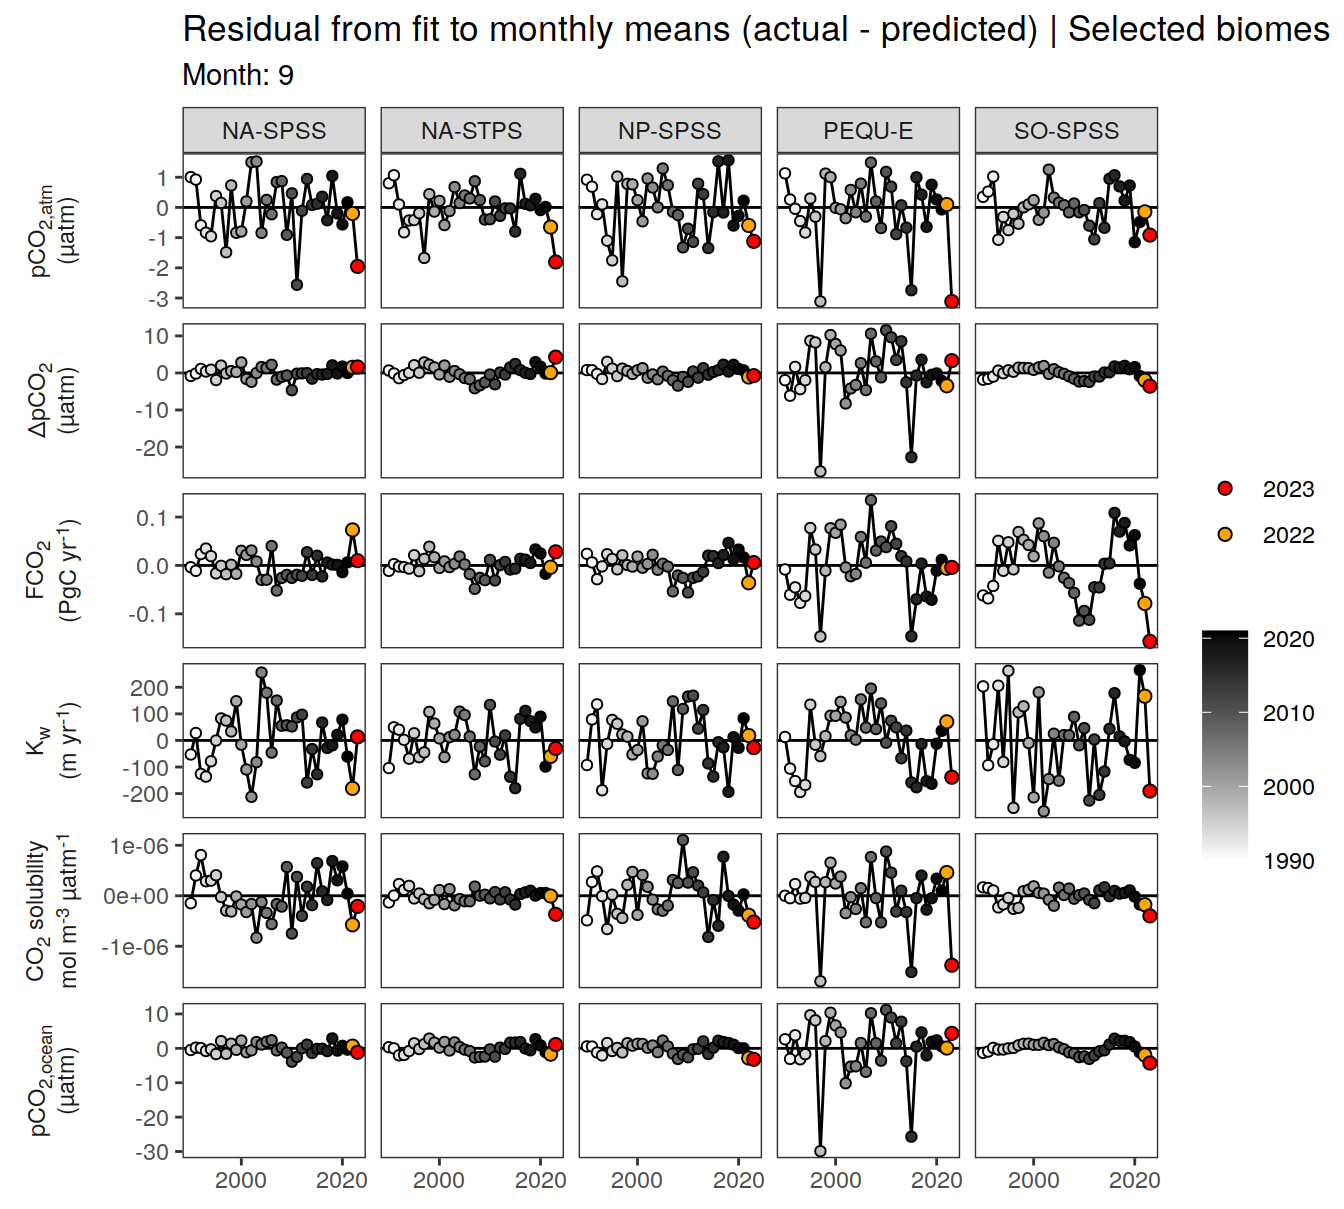 Residual from fit to monthly means (actual - predicted) | Selected biomes
Month: 9
NA-SPSS NA-STPS NP-SPSS PEQU-E SO-SPSS
pCO2,atm
(µatm)
1
0
-1
-2
-3
ΔpCO2
(µatm)
10
0
-10
-20
FCO2
(PgC yr-1)
0.1
0.0
-0.1
Kw
(m yr-1)
200
100
0
-100
-200
CO2 solubility
mol m-3 µatm-1
1e-06
0e+00
-1e-06
pCO2,ocean
(µatm)
10
0
-10
-20
-30
2000 2020 2000 2020 2000 2020 2000 2020 2000 2020
2023
2022
2020
2010
2000
1990